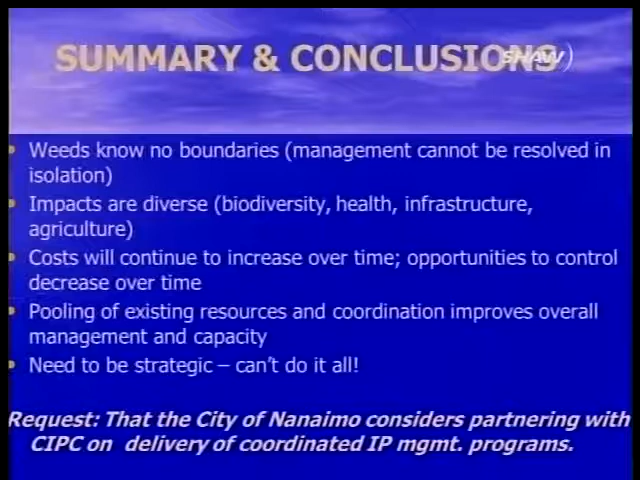 SUMMARY & CONCLUSIONS
SHAW)
• Weeds know no boundaries (management cannot be resolved in
isolation)
• Impacts are diverse (biodiversity, health, infrastructure,
agriculture)
• Costs will continue to increase over time; opportunities to control
decrease over time
• Pooling of existing resources and coordination improves overall
management and capacity
• Need to be strategic – can't do it all!
Request: That the City of Nanaimo considers partnering with
CIPC on delivery of coordinated IP mgmt. programs.